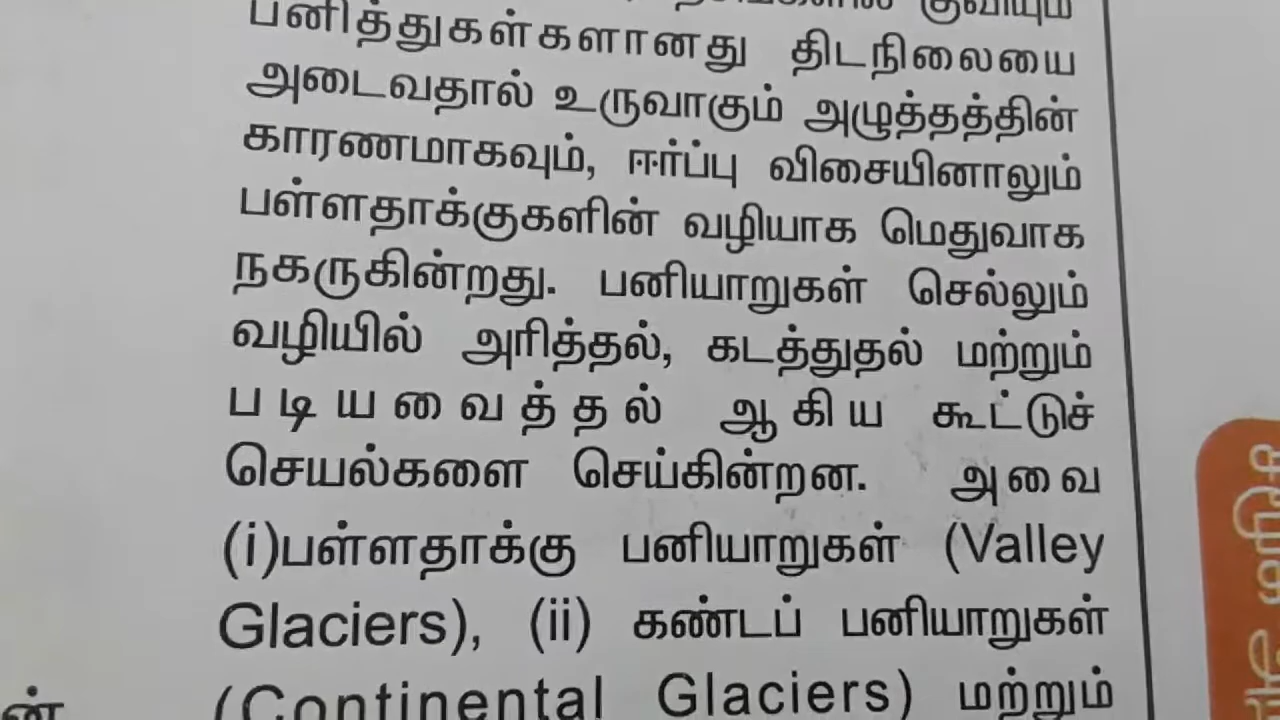 குவியும்
பனித்துகள்களானது திடநிலையை
அடைவதால் உருவாகும் அழுத்தத்தின்
காரணமாகவும், ஈர்ப்பு விசையினாலும்
பள்ளதாக்குகளின் வழியாக மெதுவாக
நகருகின்றது. பனியாறுகள் செல்லும்
வழியில் அரித்தல், கடத்துதல் மற்றும்
படியவைத்தல் ஆகிய கூட்டுச்
செயல்களை செய்கின்றன. அவை
(i)பள்ளதாக்கு பனியாறுகள் (Valley
Glaciers), (ii) கண்டப் பனியாறுகள்
(Continental Glaciers) மற்றும்